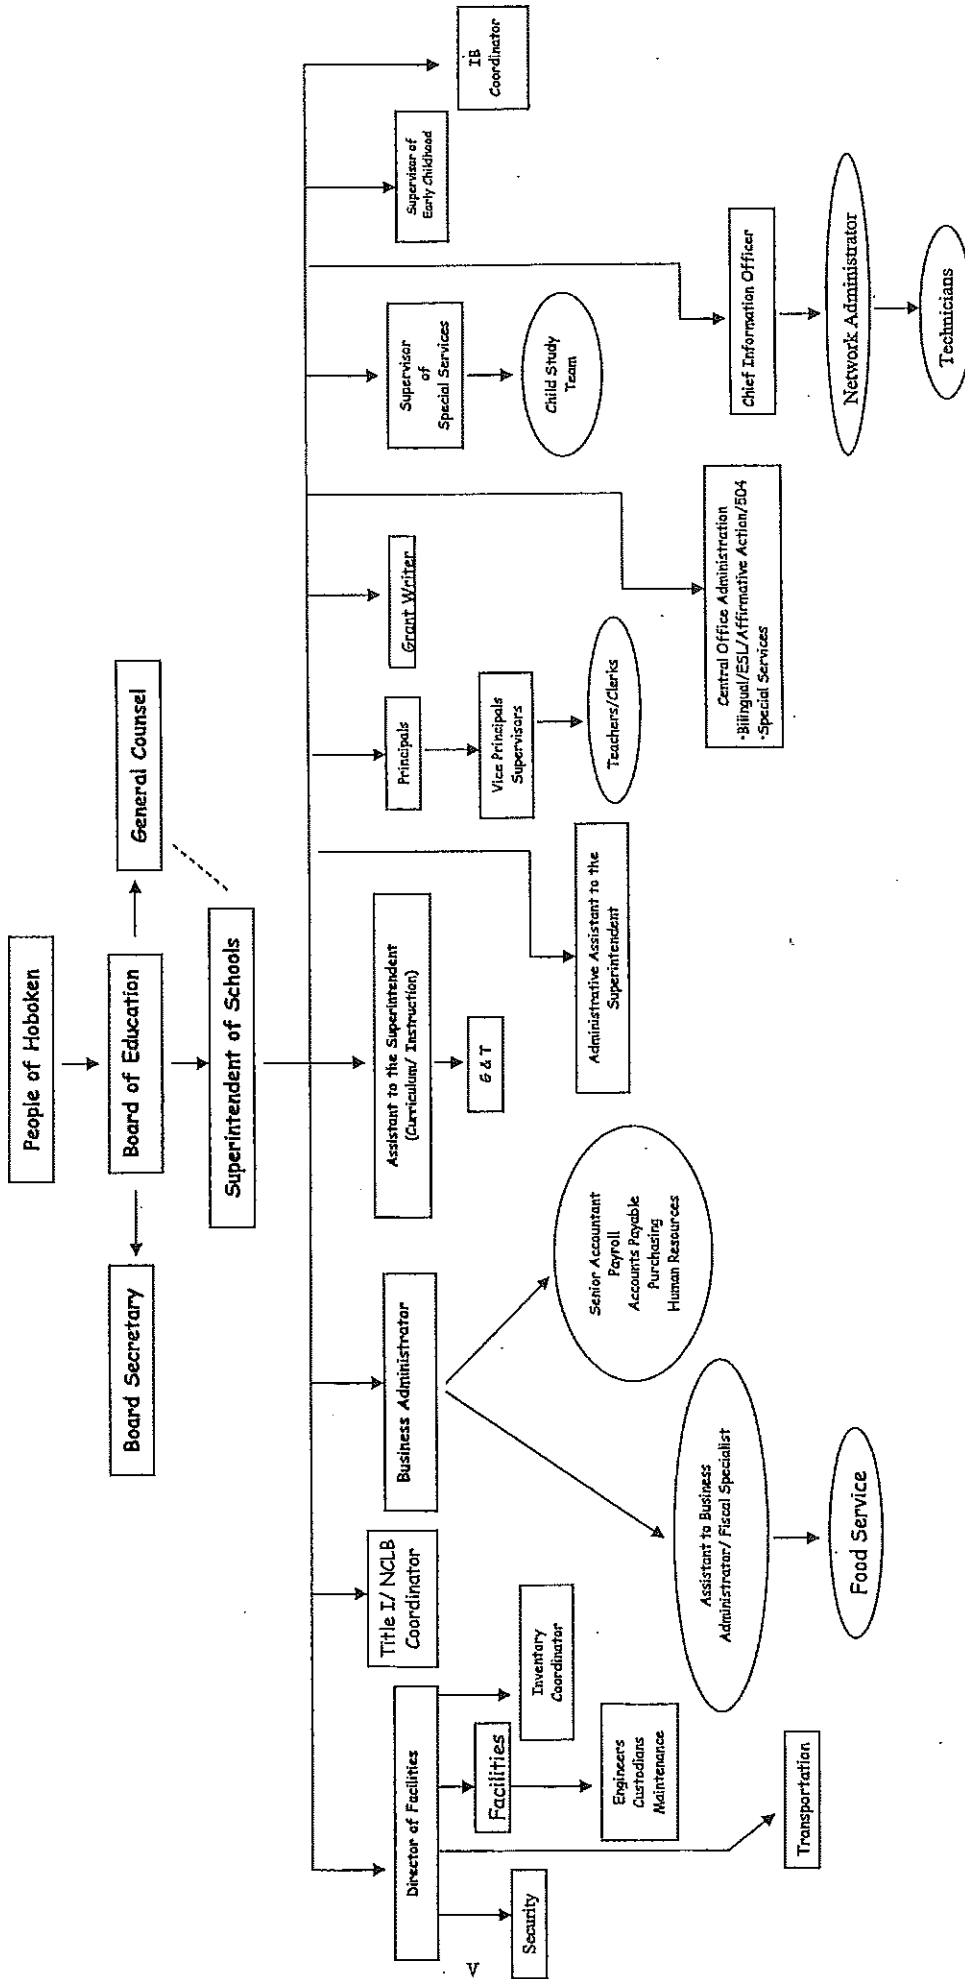 People of Hoboken
Board Secretary
Board of Education
General Counsel
Superintendent of Schools
Director of Facilities
Security
Facilities
Engineers
Custodians
Maintenance
Inventory
Coordinator
Transportation
Title I/ NCLB
Coordinator
Business Administrator
Senior Accountant
Payroll
Accounts Payable
Purchasing
Human Resources
Assistant to Business
Administrator/ Fiscal Specialist
Food Service
Assistant to the Superintendent
(Curriculum/ Instruction)
G & T
Administrative Assistant to the
Superintendent
Principals
Vice Principals
Supervisors
Teachers/Clerks
Grant Writer
Central Office Administration
•Bilingual/ESL/Affirmative Action/504
•Special Services
Supervisor
of
Special Services
Child Study
Team
Chief Information Officer
Network Administrator
Technicians
Supervisor of
Early Childhood
IB
Coordinator
V